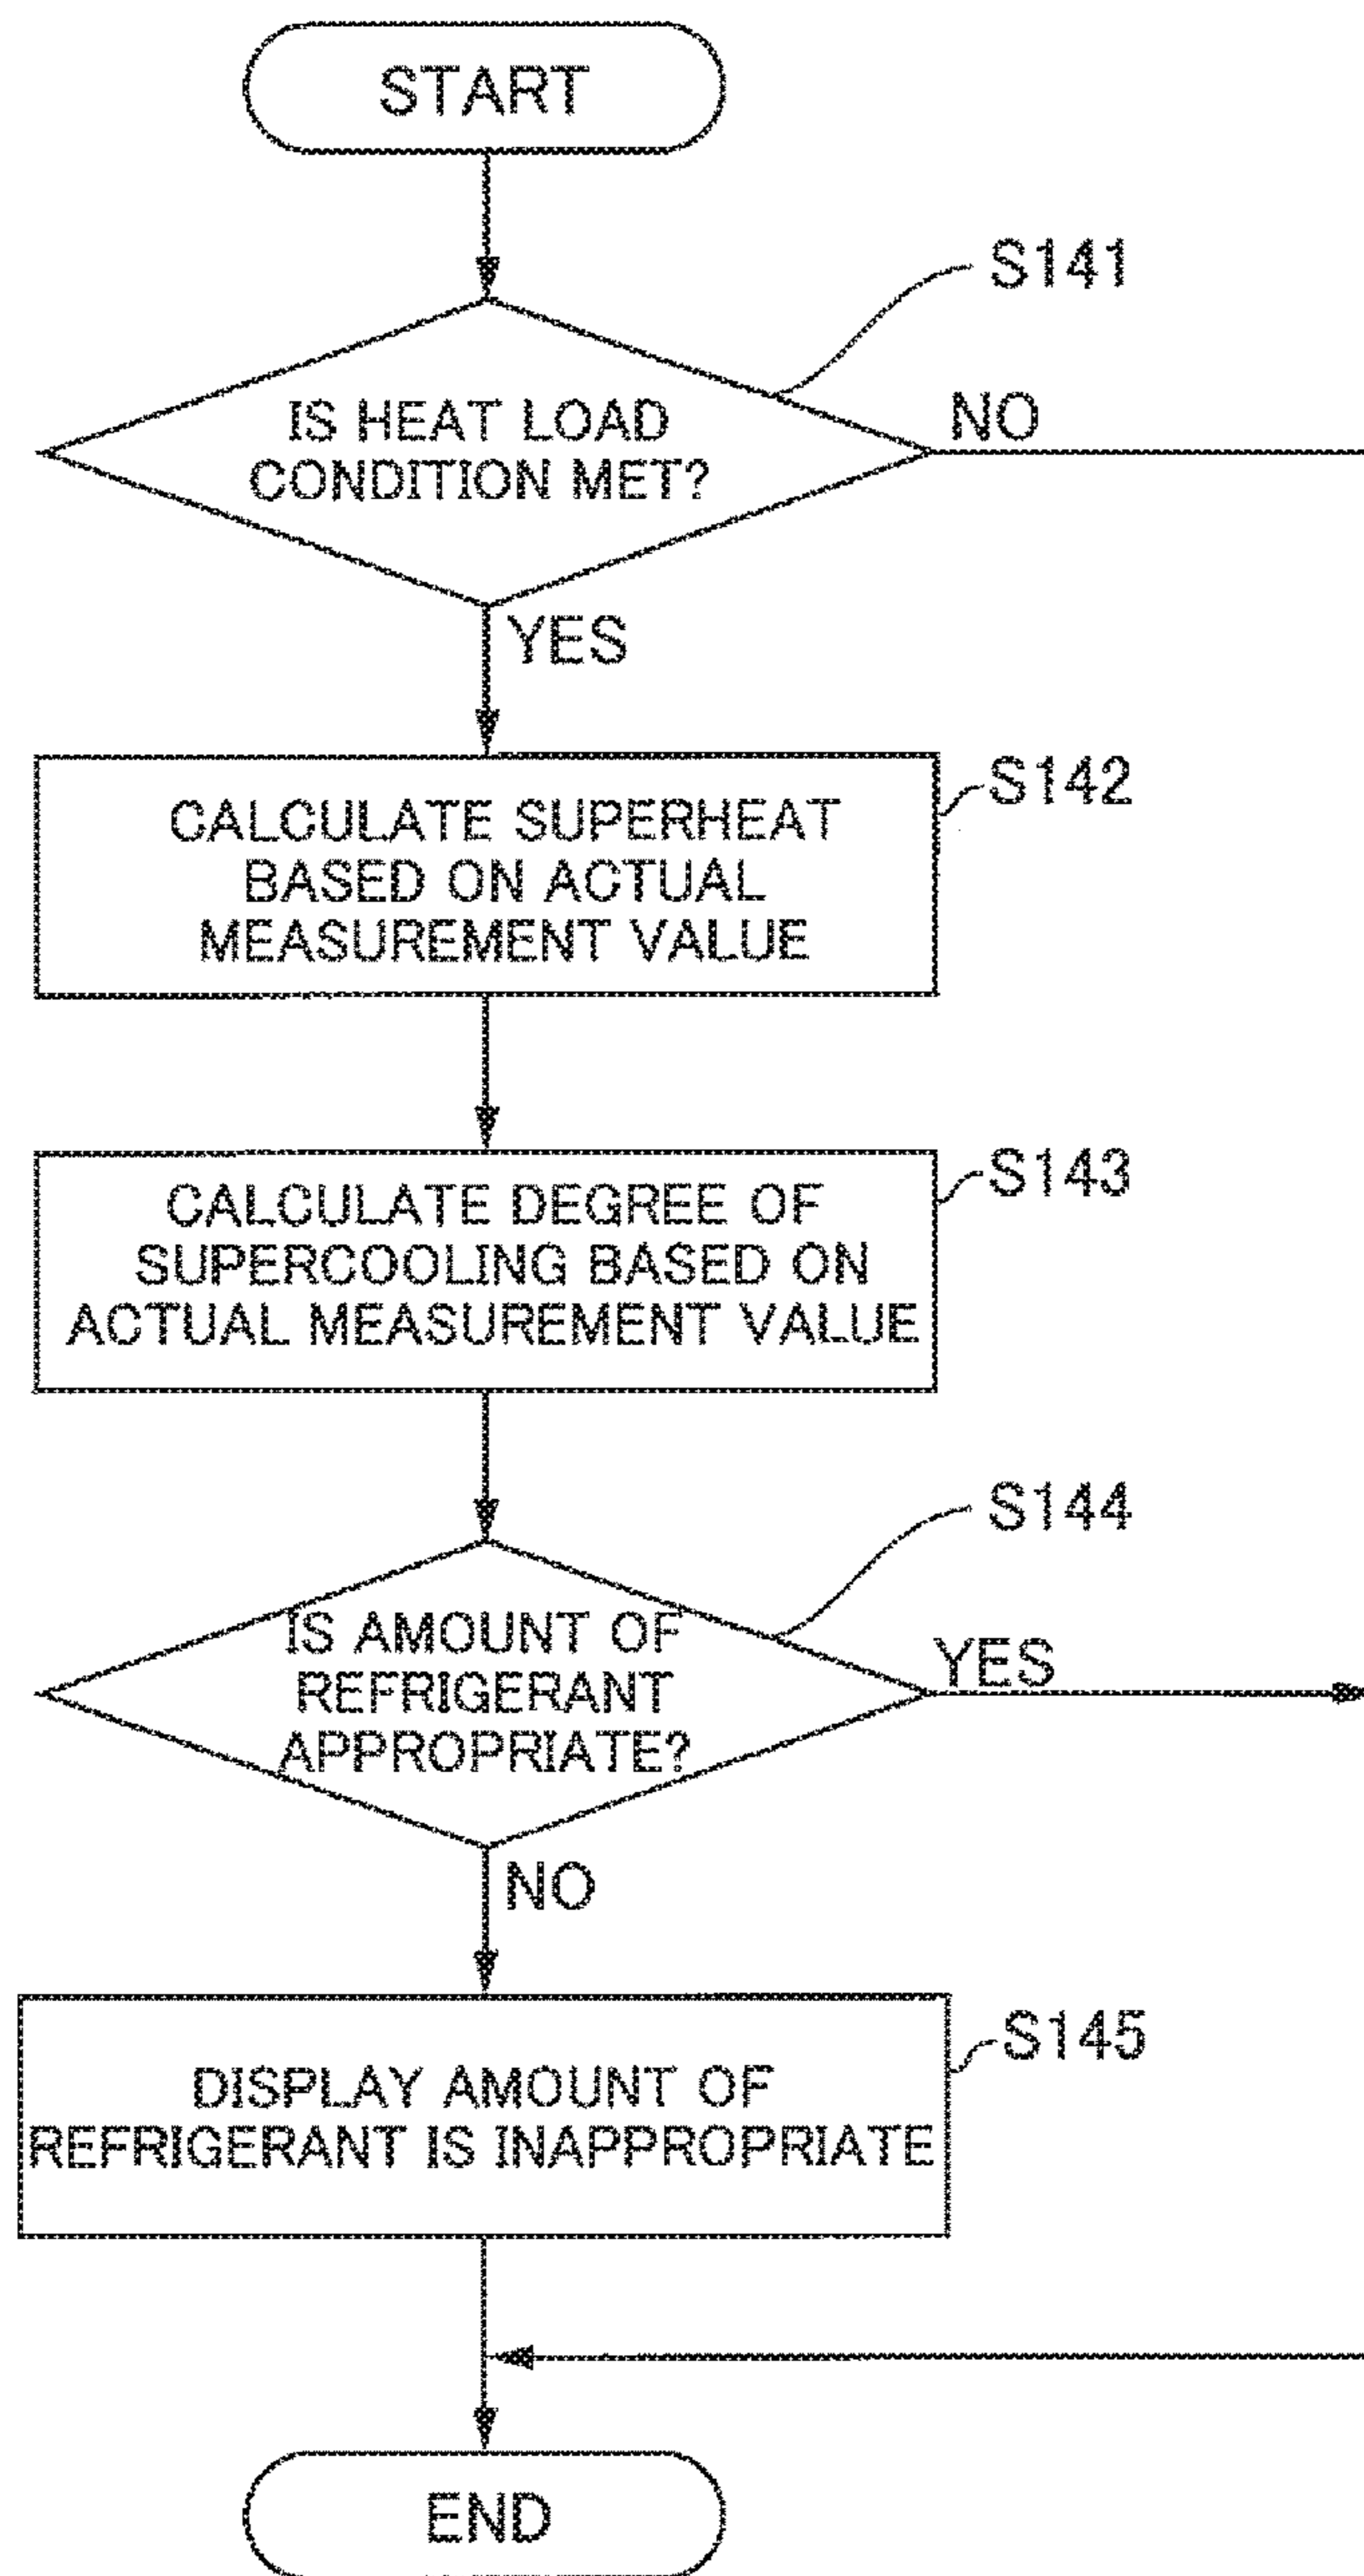 START
S141
IS HEAT LOAD
CONDITION MET?
NO
YES
S142
CALCULATE SUPERHEAT
BASED ON ACTUAL
MEASUREMENT VALUE
S143
CALCULATE DEGREE OF
SUPERCOOLING BASED ON
ACTUAL MEASUREMENT VALUE
S144
IS AMOUNT OF
REFRIGERANT
APPROPRIATE?
YES
NO
S145
DISPLAY AMOUNT OF
REFRIGERANT IS INAPPROPRIATE
END